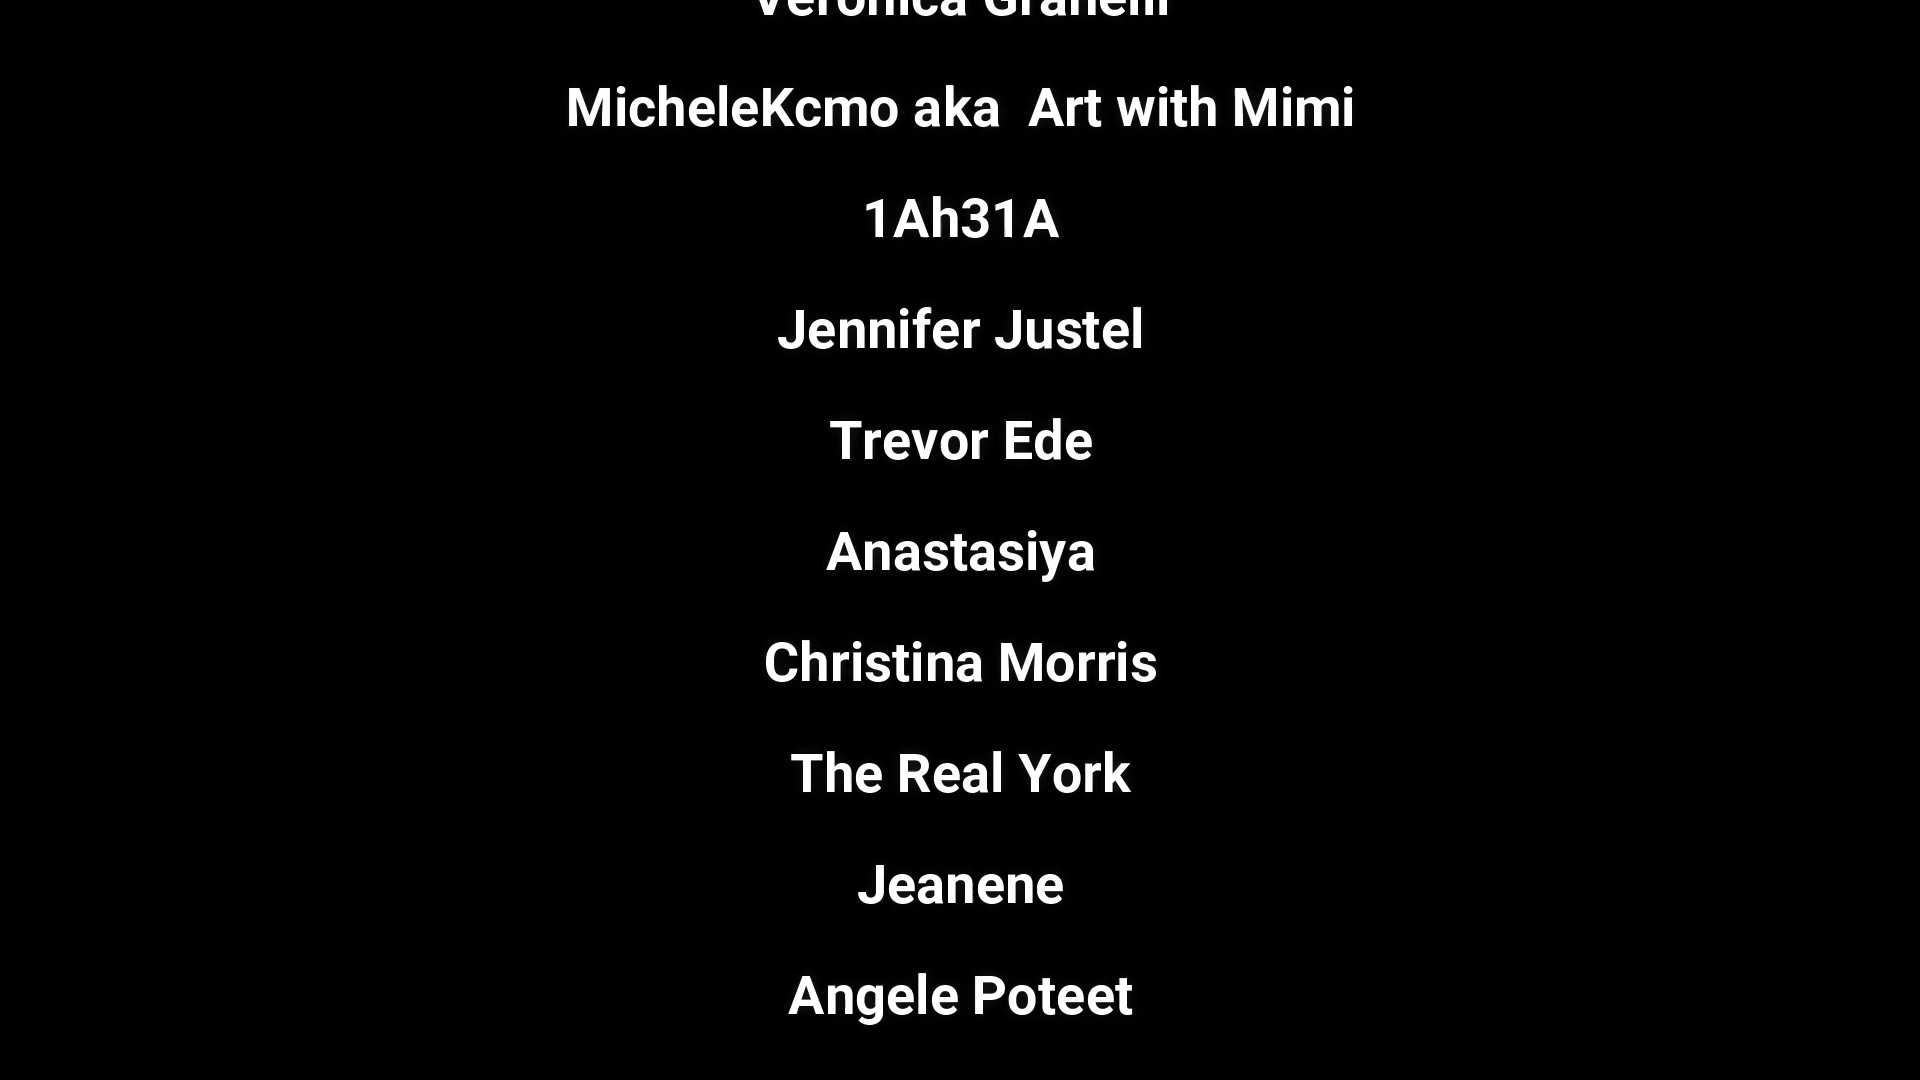 Veronica
MicheleKcmo aka  Art with Mimi
1Ah31A
Jennifer Justel
Trevor Ede
Anastasiya
Christina Morris
The Real York
Jeanene
Angele Poteet